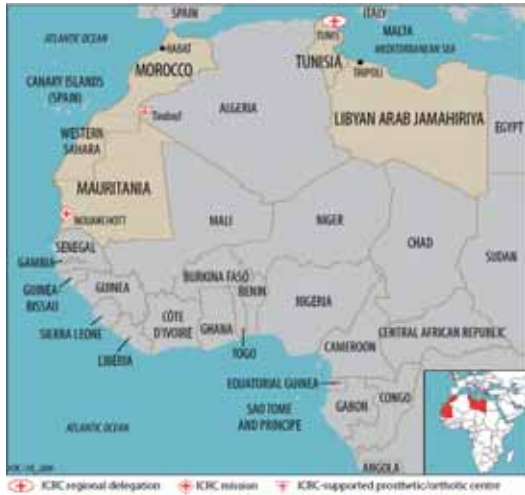 SPAIN
ITALY
ATLANTIC OCEAN
TUNIS
MALTA
RABAT
MEDITERRANEAN SEA
MOROCCO
TUNISIA
TRIPOLI
CANARY ISLANDS
(SPAIN)
ALGERIA
Tindouf
LIBYAN ARAB JAMAHIRIYA
EGYPT
WESTERN
SAHARA
MAURITANIA
NOUAKCHOTT
MALI
NIGER
CHAD
SUDAN
SENEGAL
GAMBIA
GUINEA
BISSAU
GUINEA
BURKINA FASO
BENIN
NIGERIA
SIERRA LEONE
CÔTE
D'IVOIRE
GHANA
CENTRAL AFRICAN REPUBLIC
LIBERIA
TOGO
CAMEROON
EQUATORIAL GUINEA
SAO TOME
AND PRINCIPE
GABON
CONGO
ATLANTIC OCEAN
ANGOLA
ICRC regional delegation
ICRC mission
ICRC-supported prosthetic/orthotic centre